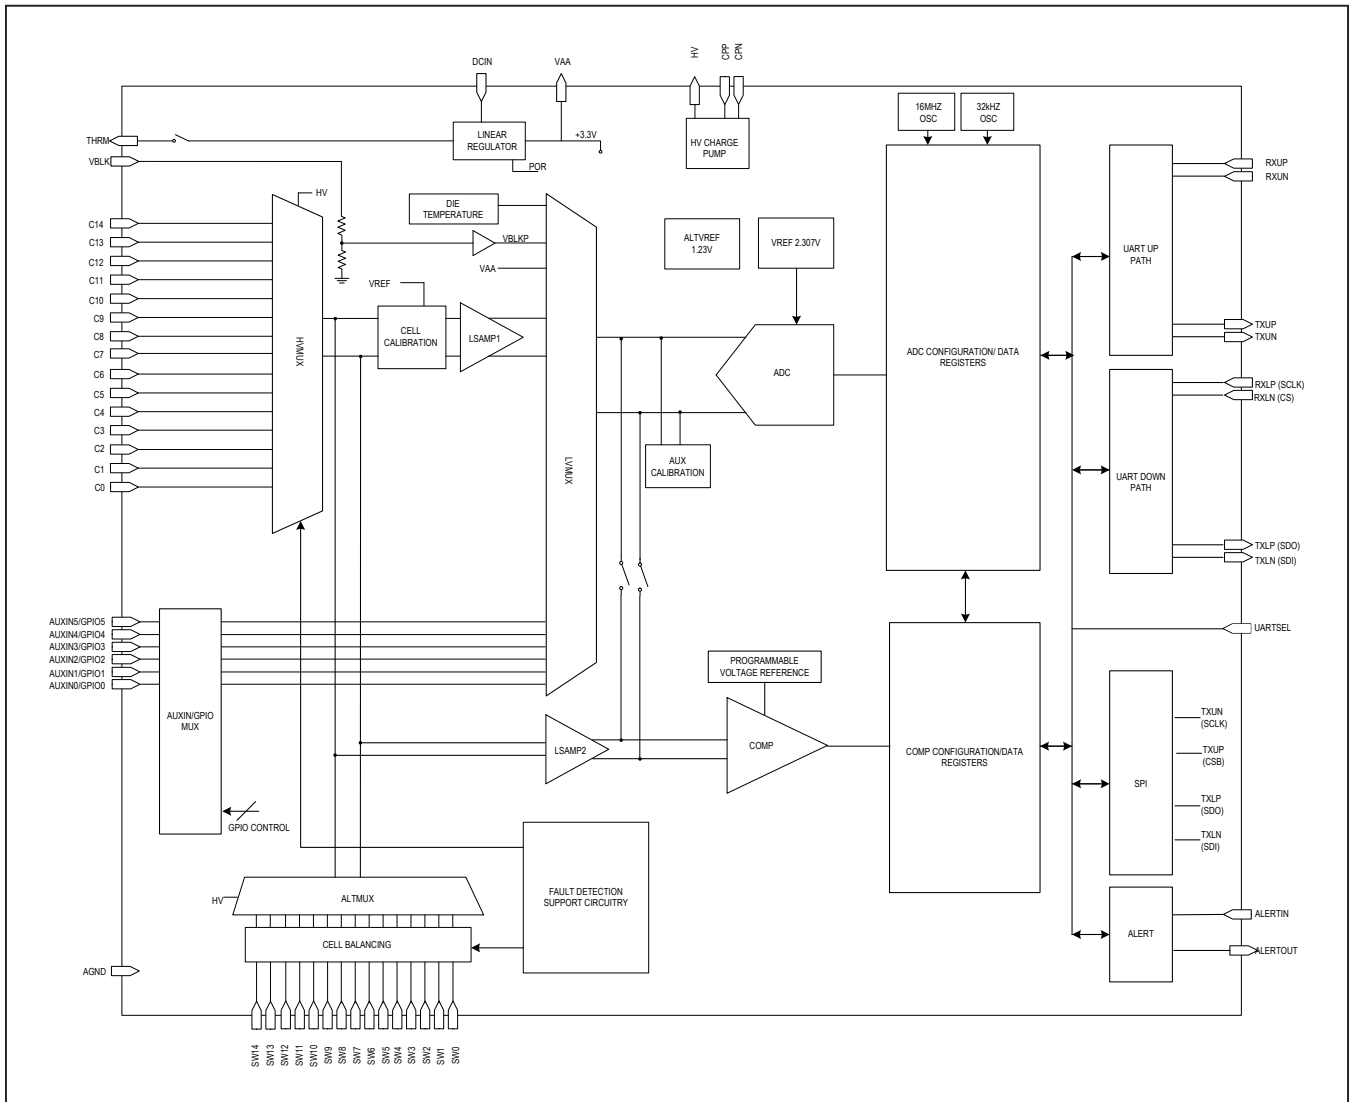 DCIN
VAA
HV
CPP
CPN
THRM
VBLK
LINEAR
REGULATOR
+3.3V
POR
HV CHARGE
PUMP
16MHZ
OSC
32kHZ
OSC
RXUP
RXUN
HV
DIE
TEMPERATURE
VBLKP
VAA
ALTVREF
1.23V
VREF 2.307V
UART UP
PATH
C14
C13
C12
C11
C10
C9
C8
C7
C6
C5
C4
C3
C2
C1
C0
HVMUX
VREF
CELL
CALIBRATION
LSAMP1
LVMUX
ADC
AUX
CALIBRATION
ADC CONFIGURATION/ DATA
REGISTERS
TXUP
TXUN
RXLP (SCLK)
RXLN (CS)
UART DOWN
PATH
TXLP (SDO)
TXLN (SDI)
AUXIN5/GPIO5
AUXIN4/GPIO4
AUXIN3/GPIO3
AUXIN2/GPIO2
AUXIN1/GPIO1
AUXIN0/GPIO0
AUXIN/GPIO
MUX
GPIO CONTROL
UARTSEL
PROGRAMMABLE
VOLTAGE REFERENCE
LSAMP2
COMP
COMP CONFIGURATION/DATA
REGISTERS
SPI
TXUN
(SCLK)
TXUP
(CSB)
TXLP
(SDO)
TXLN
(SDI)
FAULT DETECTION
SUPPORT CIRCUITRY
HV
ALTMUX
CELL BALANCING
ALERT
ALERTIN
ALERTOUT
AGND
SW14
SW13
SW12
SW11
SW10
SW9
SW8
SW7
SW6
SW5
SW4
SW3
SW2
SW1
SW0